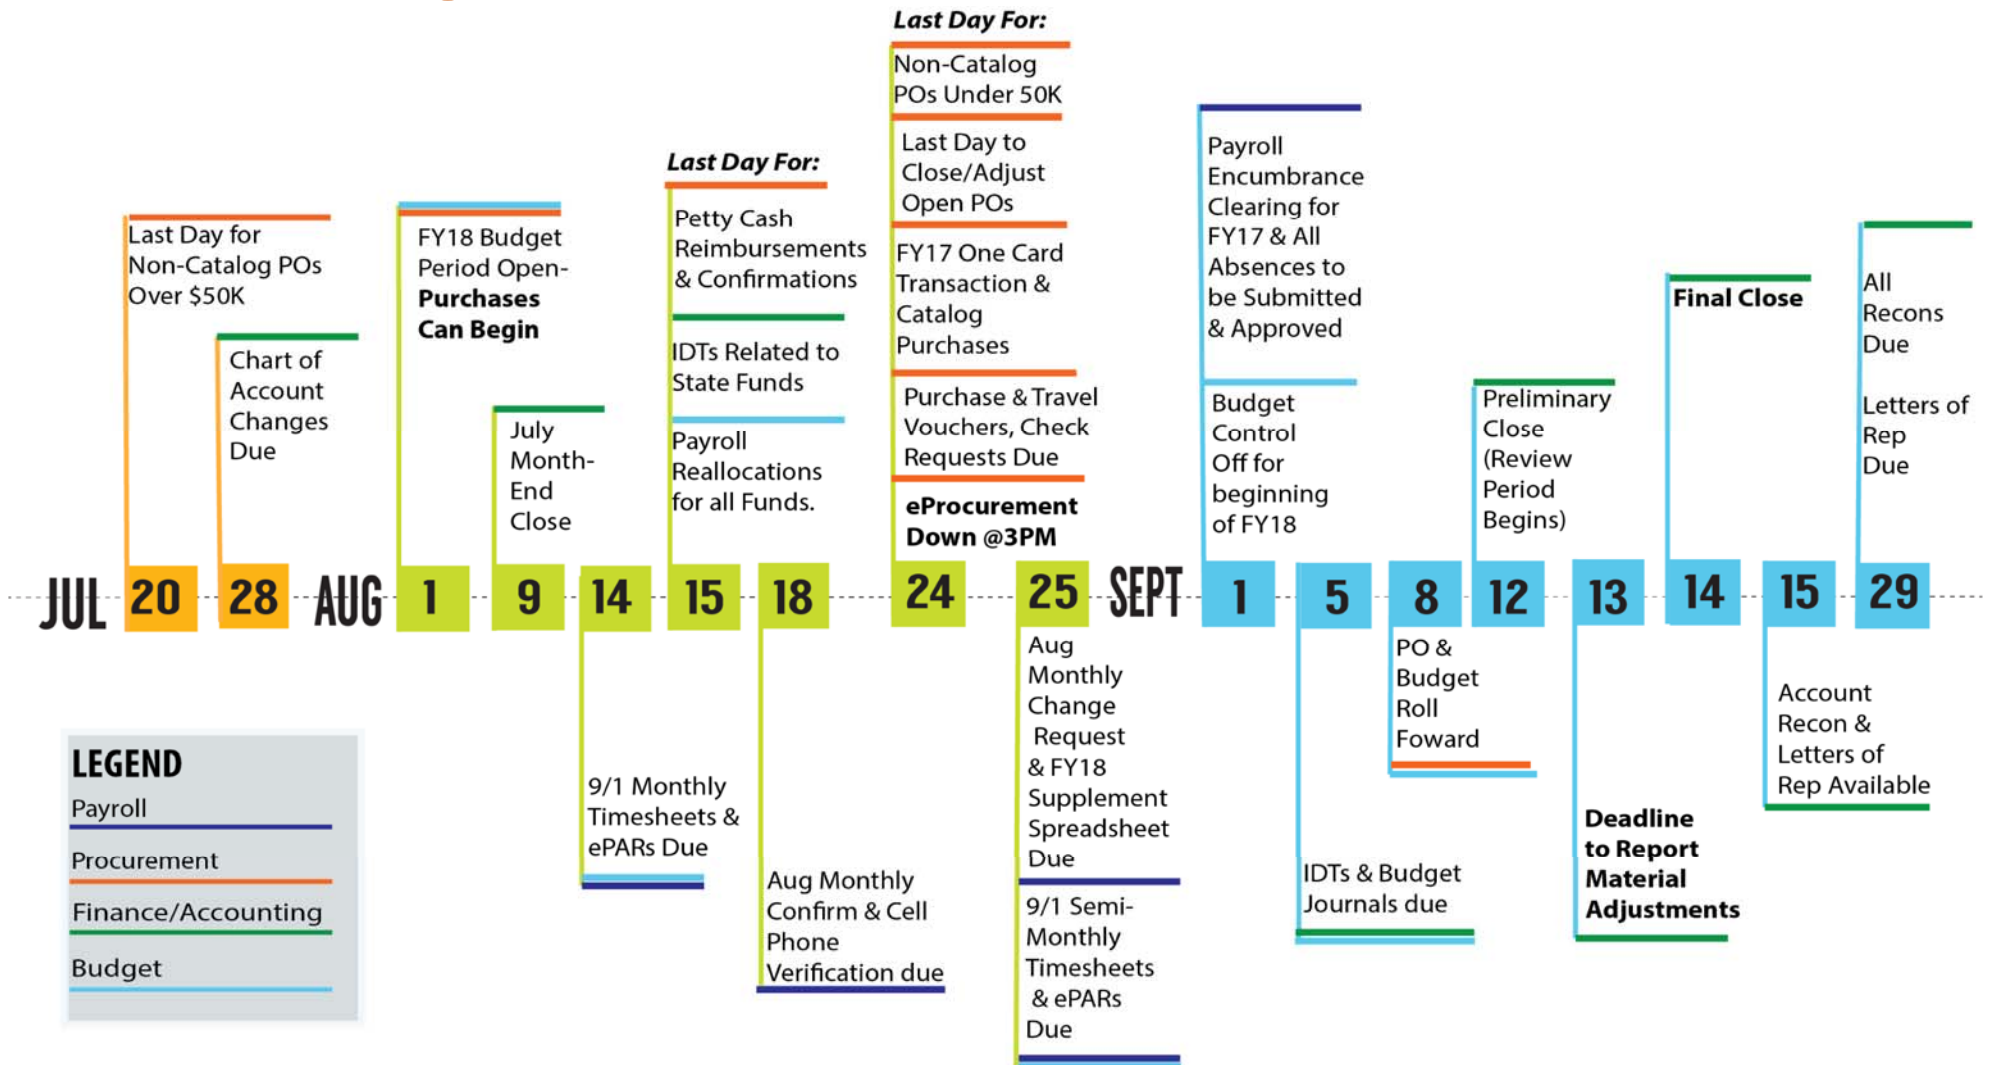 Last Day for
Non-Catalog POs
Over $50K
Chart of
Account
Changes
Due
FY18 Budget
Period Open-
Purchases
Can Begin
July
Month-
End
Close
Last Day For:
Petty Cash
Reimbursements
& Confirmations
IDTs Related to
State Funds
Payroll
Reallocations
for all Funds.
Last Day For:
Non-Catalog
POs Under 50K
Last Day to
Close/Adjust
Open POs
FY17 One Card
Transaction &
Catalog
Purchases
Purchase & Travel
Vouchers, Check
Requests Due
eProcurement
Down @3PM
Payroll
Encumbrance
Clearing for
FY17 & All
Absences to
be Submitted
& Approved
Budget
Control
Off for
beginning
of FY18
Preliminary
Close
(Review
Period
Begins)
Final Close
All
Recons
Due
Letters of
Rep
Due
JUL 20 28 AUG 1 9 14 15 18 24 25 SEPT 1 5 8 12 13 14 15 29
9/1 Monthly
Timesheets &
ePARs Due
Aug Monthly
Confirm & Cell
Phone
Verification due
Aug
Monthly
Change
Request
& FY18
Supplement
Spreadsheet
Due
9/1 Semi-
Monthly
Timesheets
& ePARs
Due
IDTs & Budget
Journals due
PO &
Budget
Roll
Foward
Deadline
to Report
Material
Adjustments
Account
Recon &
Letters of
Rep Available
LEGEND
Payroll
Procurement
Finance/Accounting
Budget